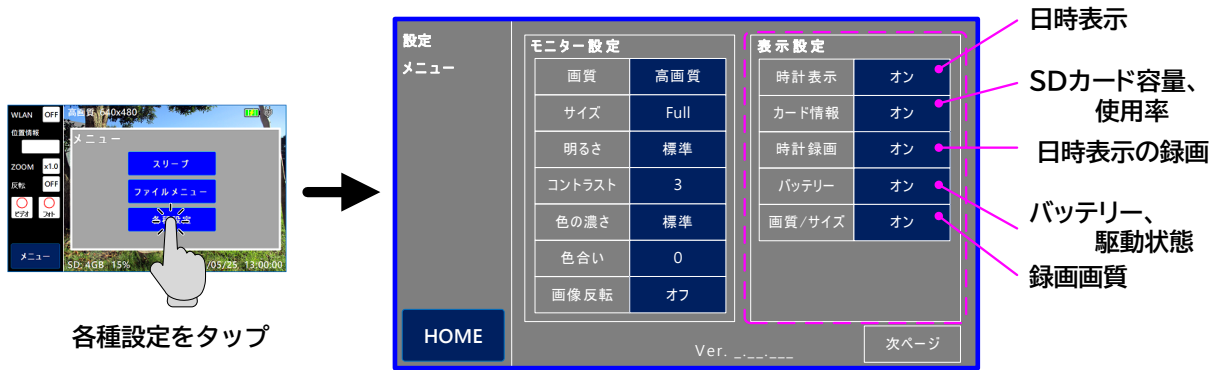 WLAN OFF
位置情報
ZOOM x1.0
反転 OFF
ビデオ フォト
メニュー
高画質 640x480
メニュー
スリープ
ファイルメニュー
各種設定
SD: 4GB 15% /05/25 13:00:00
各種設定をタップ
設定
メニュー
HOME
モニター設定
画質 高画質
サイズ Full
明るさ 標準
コントラスト 3
色の濃さ 標準
色合い 0
画像反転 オフ
表示設定
時計表示 オン
カード情報 オン
時計録画 オン
バッテリー オン
画質/サイズ オン
Ver. _.__.___
次ページ
日時表示
SDカード容量、
使用率
日時表示の録画
バッテリー、
駆動状態
録画画質